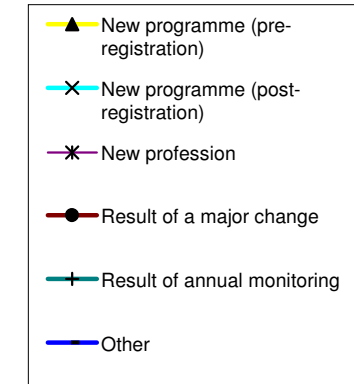 New programme (pre-
registration)
New programme (post-
registration)
New profession
Result of a major change
Result of annual monitoring
Other